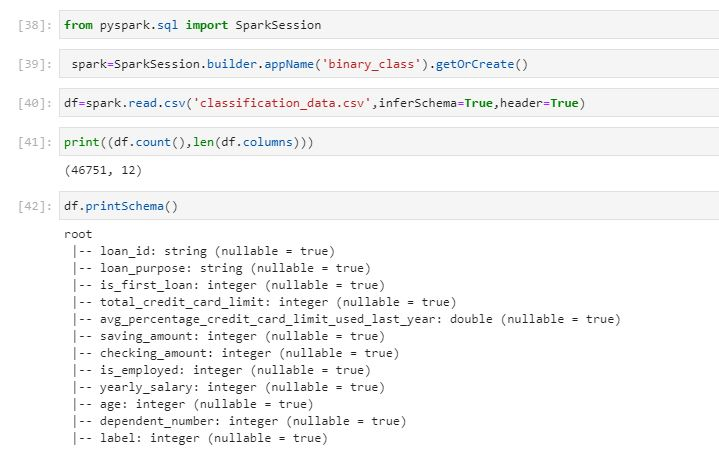 [38]: from pyspark.sql import SparkSession
[39]: spark=SparkSession.builder.appName('binary_class').getOrCreate()
[40]: df=spark.read.csv('classification_data.csv',inferSchema=True,header=True)
[41]: print((df.count(),len(df.columns)))
(46751, 12)
[42]: df.printSchema()
root
|-- loan_id: string (nullable = true)
|-- loan_purpose: string (nullable = true)
|-- is_first_loan: integer (nullable = true)
|-- total_credit_card_limit: integer (nullable = true)
|-- avg_percentage_credit_card_limit_used_last_year: double (nullable = true)
|-- saving_amount: integer (nullable = true)
|-- checking_amount: integer (nullable = true)
|-- is_employed: integer (nullable = true)
|-- yearly_salary: integer (nullable = true)
|-- age: integer (nullable = true)
|-- dependent_number: integer (nullable = true)
|-- label: integer (nullable = true)